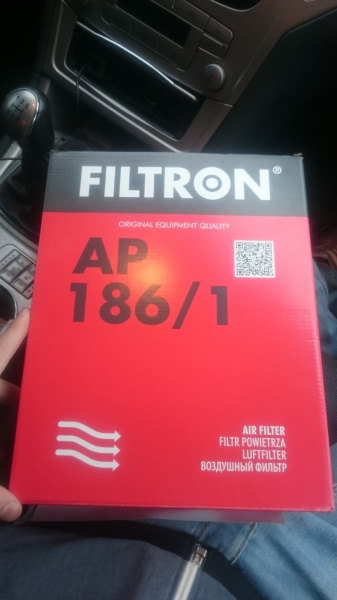 FILTRON®
ORIGINAL EQUIPMENT QUALITY
AP
186/1
AIR FILTER
FILTR POWIETRZA
LUFTFILTER
ВОЗДУШНЫЙ ФИЛЬТР